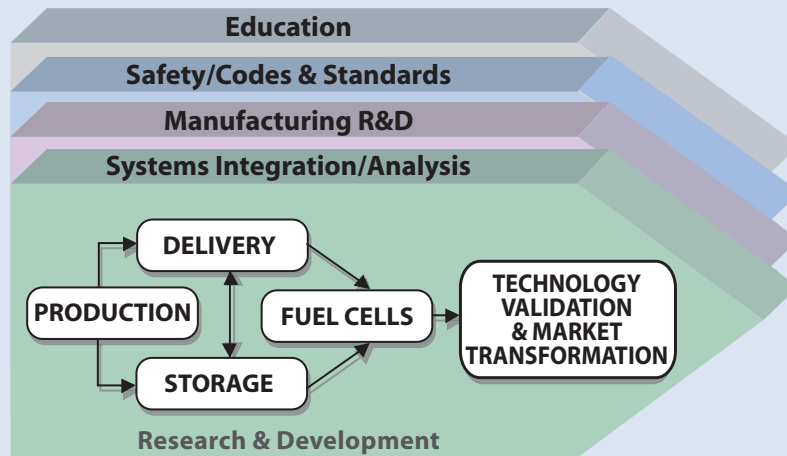 Education
Safety/Codes & Standards
Manufacturing R&D
Systems Integration/Analysis
DELIVERY
PRODUCTION
FUEL CELLS
STORAGE
TECHNOLOGY
VALIDATION
& MARKET
TRANSFORMATION
Research & Development